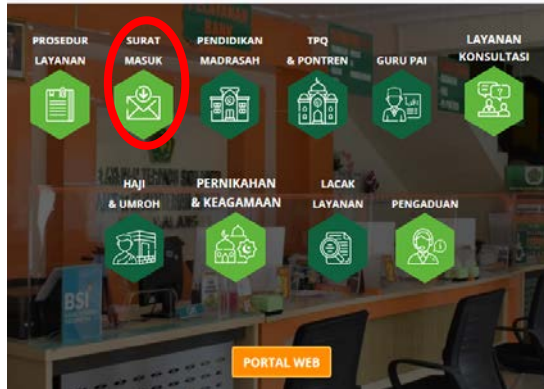 PROSEDUR
LAYANAN
SURAT
MASUK
PENDIDIKAN
MADRASAH
TPQ
& PONTREN
GURU PAI
LAYANAN
KONSULTASI
HAJI
& UMROH
PERNIKAHAN
& KEAGAMAAN
LACAK
LAYANAN
PENGADUAN
BSI
PORTAL WEB